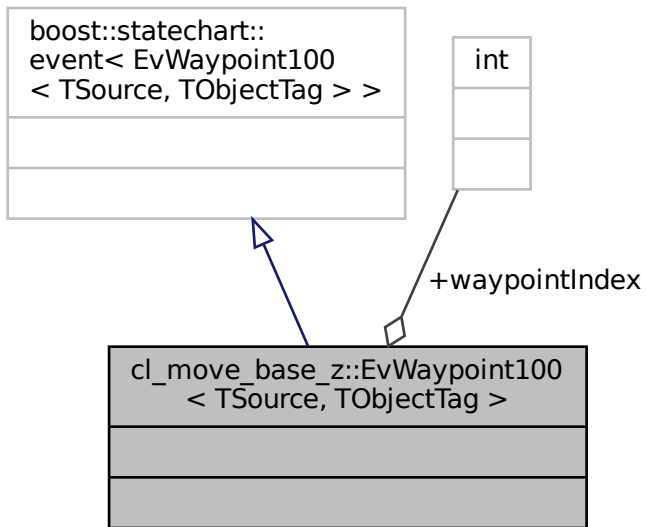 boost::statechart::
event< EvWaypoint100
< TSource, TObjectTag > >
int
+waypointIndex
cl_move_base_z::EvWaypoint100
< TSource, TObjectTag >